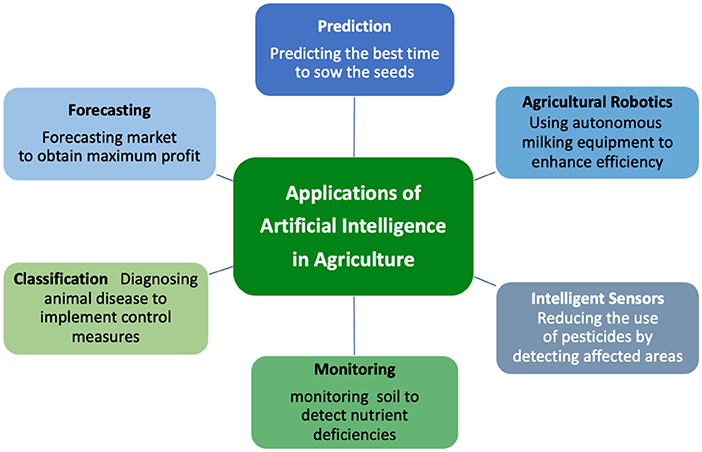 Prediction
Predicting the best time
to sow the seeds
Forecasting
Forecasting market
to obtain maximum profit
Agricultural Robotics
Using autonomous
milking equipment to
enhance efficiency
Applications of
Artificial Intelligence
in Agriculture
Classification Diagnosing
animal disease to
implement control
measures
Intelligent Sensors
Reducing the use
of pesticides by
detecting affected areas
Monitoring
monitoring soil to
detect nutrient
deficiencies